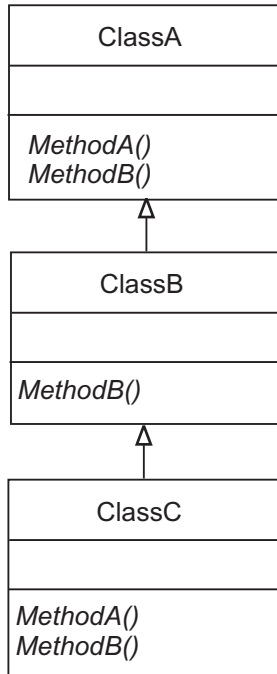 ClassA
MethodA()
MethodB()
ClassB
MethodB()
ClassC
MethodA()
MethodB()